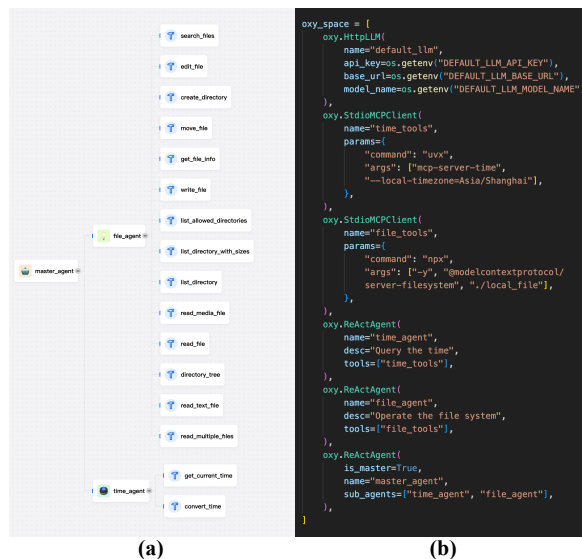 search_files
edit_file
create_directory
move_file
get_file_info
write_file
list_allowed_directories
file_agent
list_directory_with_sizes
master_agent
list_directory
read_media_file
read_file
directory_tree
read_text_file
read_multiple_files
get_current_time
time_agent
convert_time
(a)
oxy_space = [
oxy.HttpLLM(
name="default_llm",
api_key=os.getenv("DEFAULT_LLM_API_KEY"),
base_url=os.getenv("DEFAULT_LLM_BASE_URL"),
model_name=os.getenv("DEFAULT_LLM_MODEL_NAME"
),
oxy.StdioMCPClient(
name="time_tools",
params={
"command": "uvx",
"args": ["mcp-server-time",
"--local-timezone=Asia/Shanghai"],
},
),
oxy.StdioMCPClient(
name="file_tools",
params={
"command": "npx",
"args": ["-y", "@modelcontextprotocol/
server-filesystem", "./local_file"],
},
),
oxy.ReActAgent(
name="time_agent",
desc="Query the time",
tools=["time_tools"],
),
oxy.ReActAgent(
name="file_agent",
desc="Operate the file system",
tools=["file_tools"],
),
oxy.ReActAgent(
is_master=True,
name="master_agent",
sub_agents=["time_agent", "file_agent"],
),
]
(b)